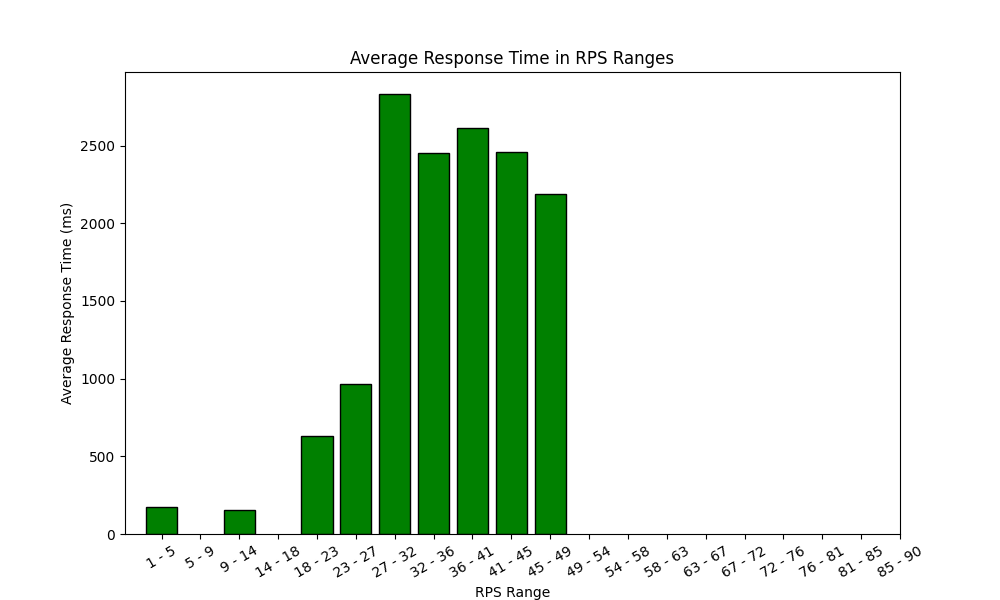 Average Response Time in RPS Ranges
Average Response Time (ms)
2500
2000
1500
1000
500
0
1 - 5
5 - 9
9 - 14
14 - 18
18 - 23
23 - 27
27 - 32
32 - 36
36 - 41
41 - 45
45 - 49
49 - 54
54 - 58
58 - 63
63 - 67
67 - 72
72 - 76
76 - 81
81 - 85
85 - 90
RPS Range